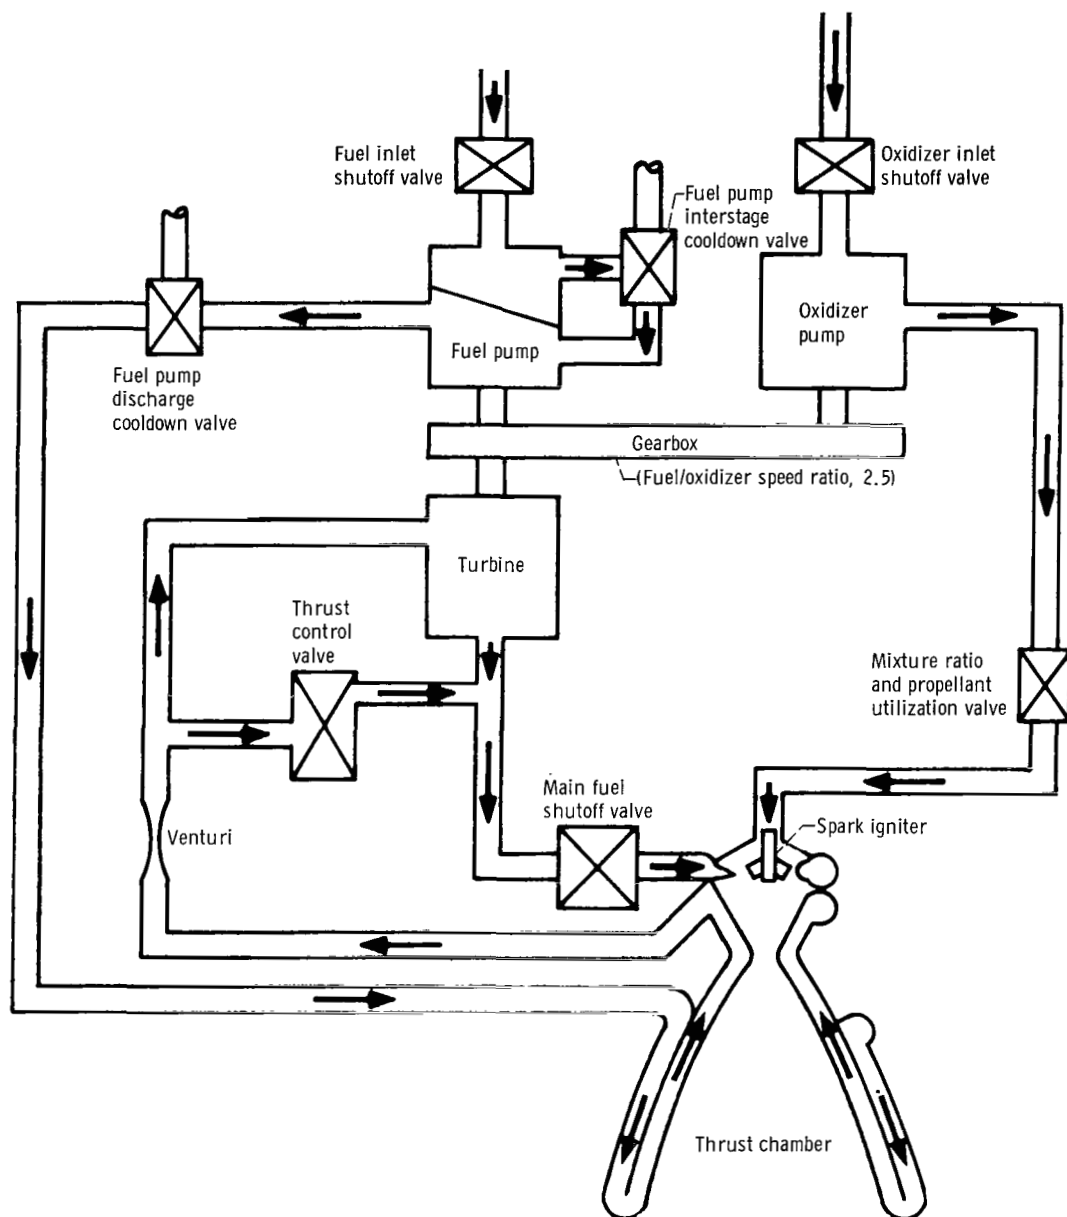 Fuel inlet
shutoff valve
Oxidizer inlet
shutoff valve
Fuel pump
interstage
cooldown valve
Oxidizer
pump
Fuel pump
Fuel pump
discharge
cooldown valve
Gearbox
(Fuel/oxidizer speed ratio, 2.5)
Turbine
Thrust
control
valve
Mixture ratio
and propellant
utilization valve
Main fuel
shutoff valve
Spark igniter
Venturi
Thrust chamber